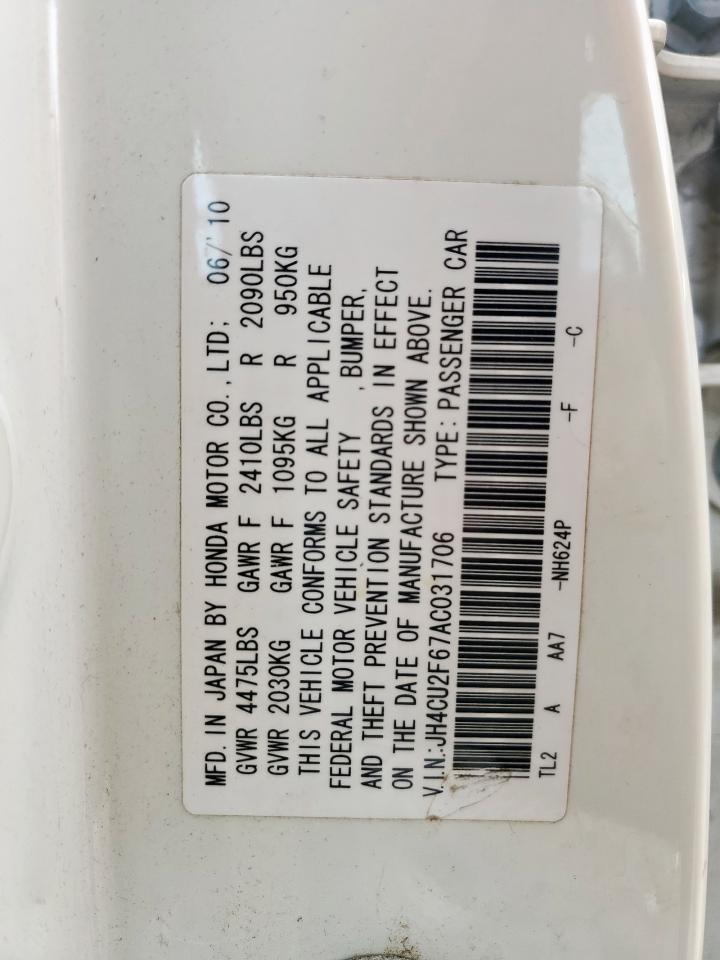 MFD. IN JAPAN BY HONDA MOTOR CO.,LTD; 06/'10
GVWR 4475LBS GAWR F 2410LBS R 2090LBS
GVWR 2030KG GAWR F 1095KG R 950KG
THIS VEHICLE CONFORMS TO ALL APPLICABLE
FEDERAL MOTOR VEHICLE SAFETY , BUMPER,
AND THEFT PREVENTION STANDARDS IN EFFECT
ON THE DATE OF MANUFACTURE SHOWN ABOVE.
V.I.N.:JH4CU2F67AC031706 TYPE: PASSENGER CAR
TL2 A AA7 -NH624P -F -C